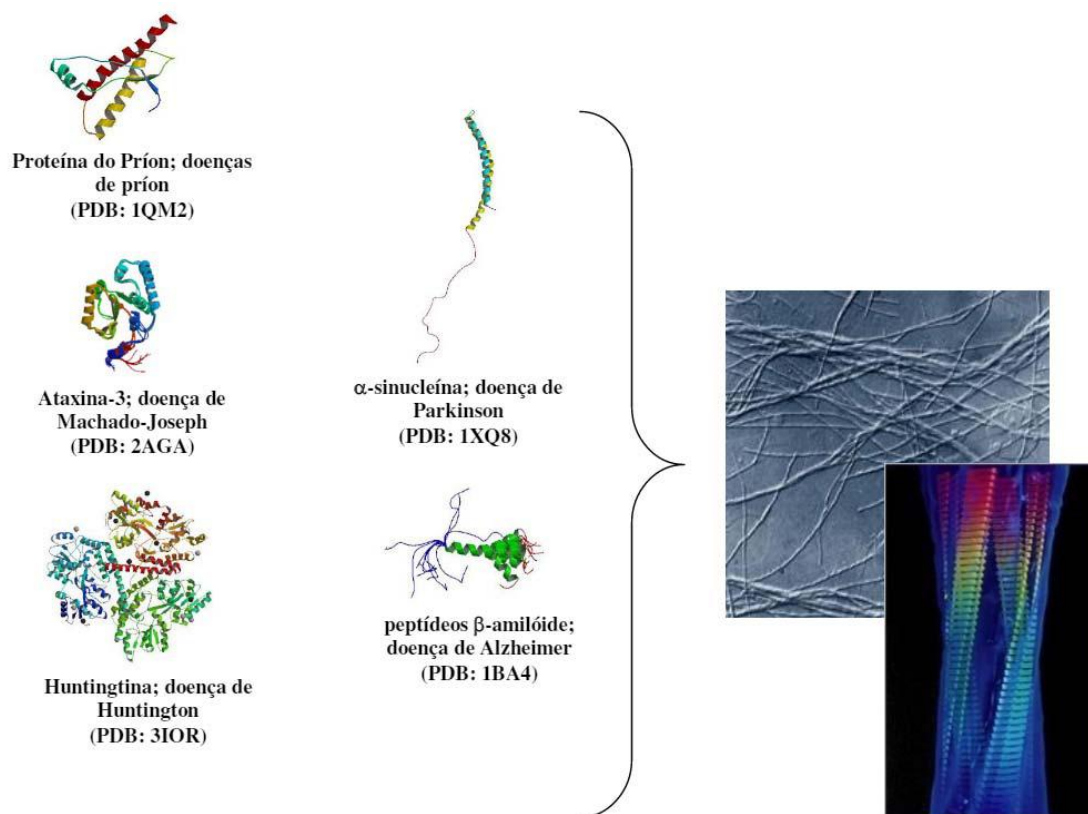 Proteína do Príon; doenças
de príon
(PDB: 1QM2)
Ataxina-3; doença de
Machado-Joseph
(PDB: 2AGA)
Huntingtina; doença de
Huntington
(PDB: 3IOR)
α-sinucleína; doença de
Parkinson
(PDB: 1XQ8)
peptídeos β-amilóide;
doença de Alzheimer
(PDB: 1BA4)